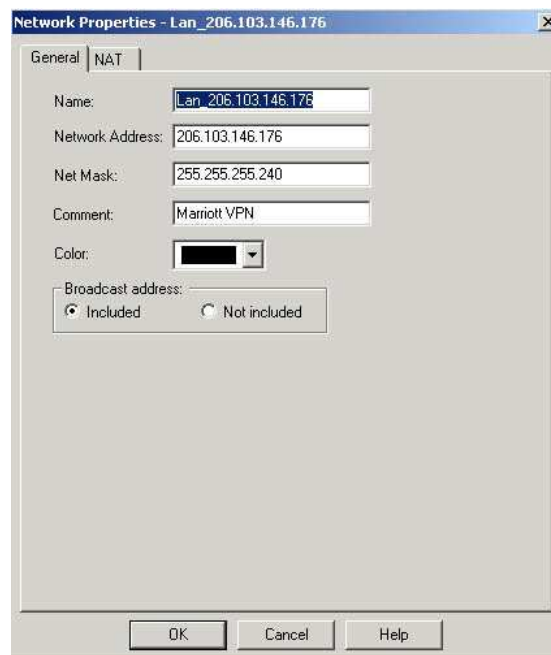 Network Properties - Lan_206.103.146.176
General NAT
Name: Lan_206.103.146.176
Network Address: 206.103.146.176
Net Mask: 255.255.255.240
Comment: Marriott VPN
Color:
Broadcast address:
Included Not included
OK Cancel Help